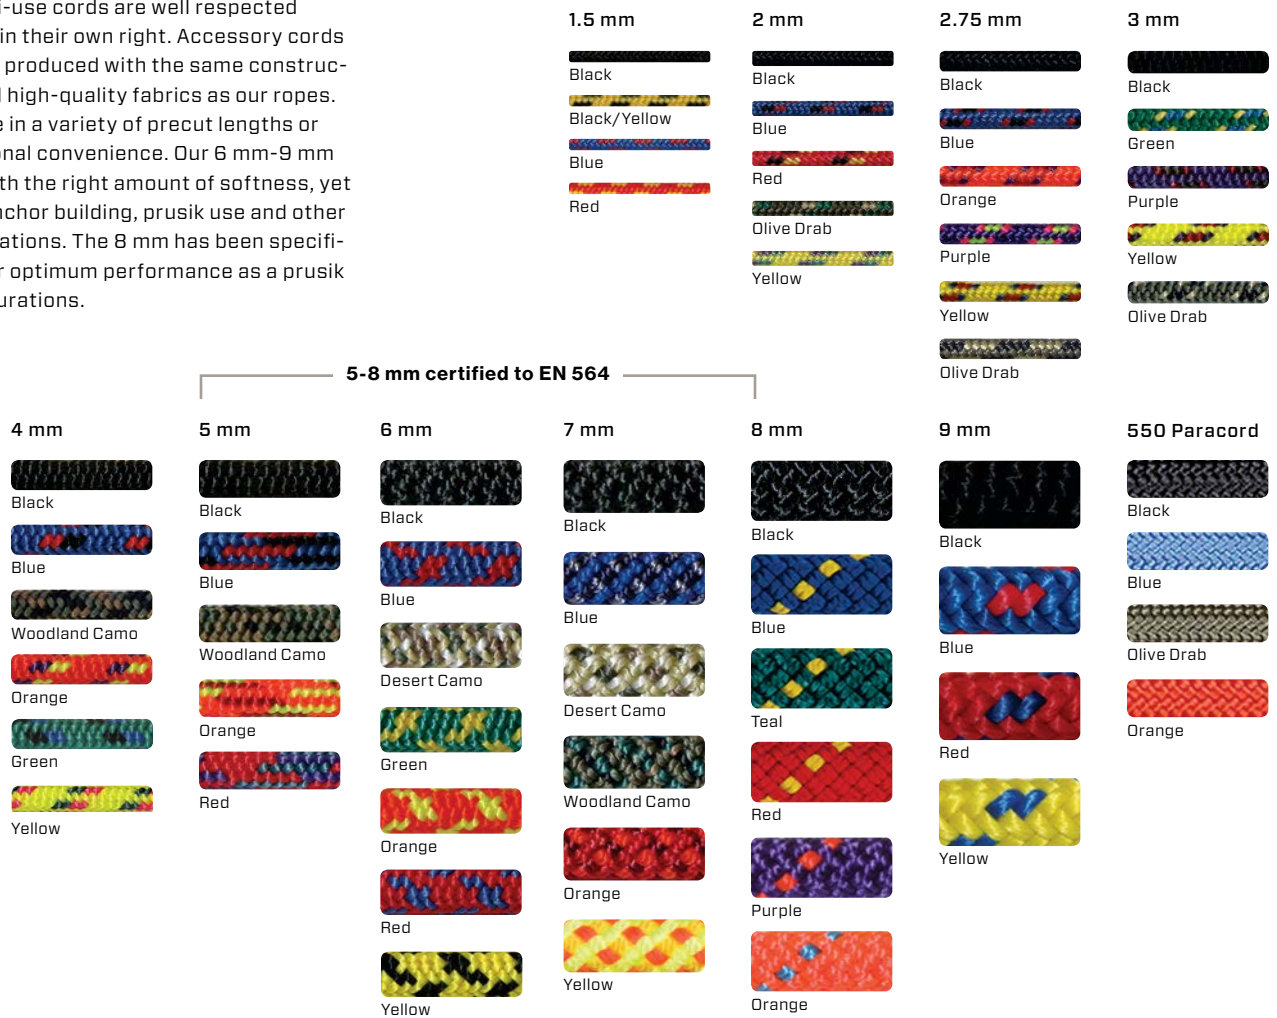 i-use cords are well respected
in their own right. Accessory cords
produced with the same construc-
high-quality fabrics as our ropes.
in a variety of precut lengths or
onal convenience. Our 6 mm-9 mm
th the right amount of softness, yet
nchor building, prusik use and other
ations. The 8 mm has been specifi-
r optimum performance as a prusik
urations.
1.5 mm
Black
Black/Yellow
Blue
Red
2 mm
Black
Blue
Red
Olive Drab
Yellow
2.75 mm
Black
Blue
Orange
Purple
Yellow
Olive Drab
3 mm
Black
Green
Purple
Yellow
Olive Drab
5-8 mm certified to EN 564
4 mm
Black
Blue
Woodland Camo
Orange
Green
Yellow
5 mm
Black
Blue
Woodland Camo
Orange
Red
6 mm
Black
Blue
Desert Camo
Green
Orange
Red
Yellow
7 mm
Black
Blue
Desert Camo
Woodland Camo
Orange
Yellow
8 mm
Black
Blue
Teal
Red
Purple
Orange
9 mm
Black
Blue
Red
Yellow
550 Paracord
Black
Blue
Olive Drab
Orange